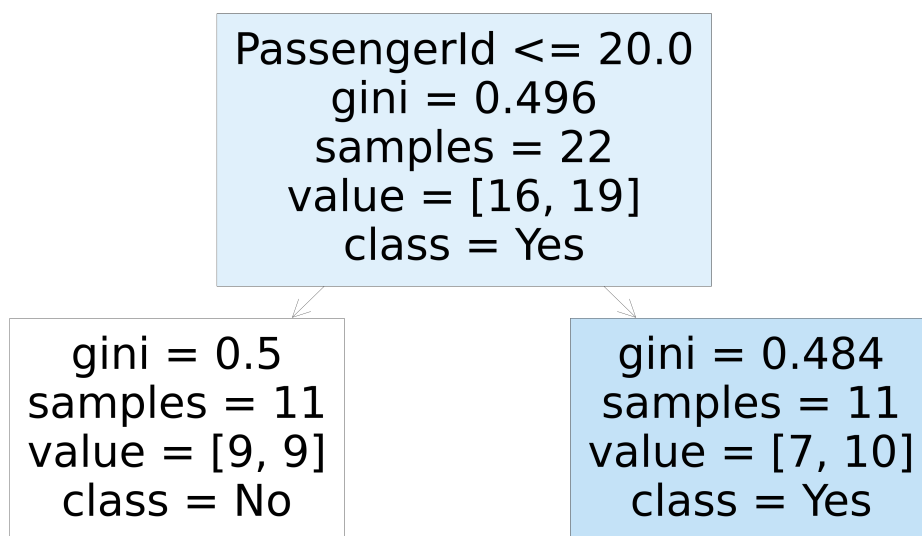 PassengerId <= 20.0
gini = 0.496
samples = 22
value = [16, 19]
class = Yes
gini = 0.5
samples = 11
value = [9, 9]
class = No
gini = 0.484
samples = 11
value = [7, 10]
class = Yes